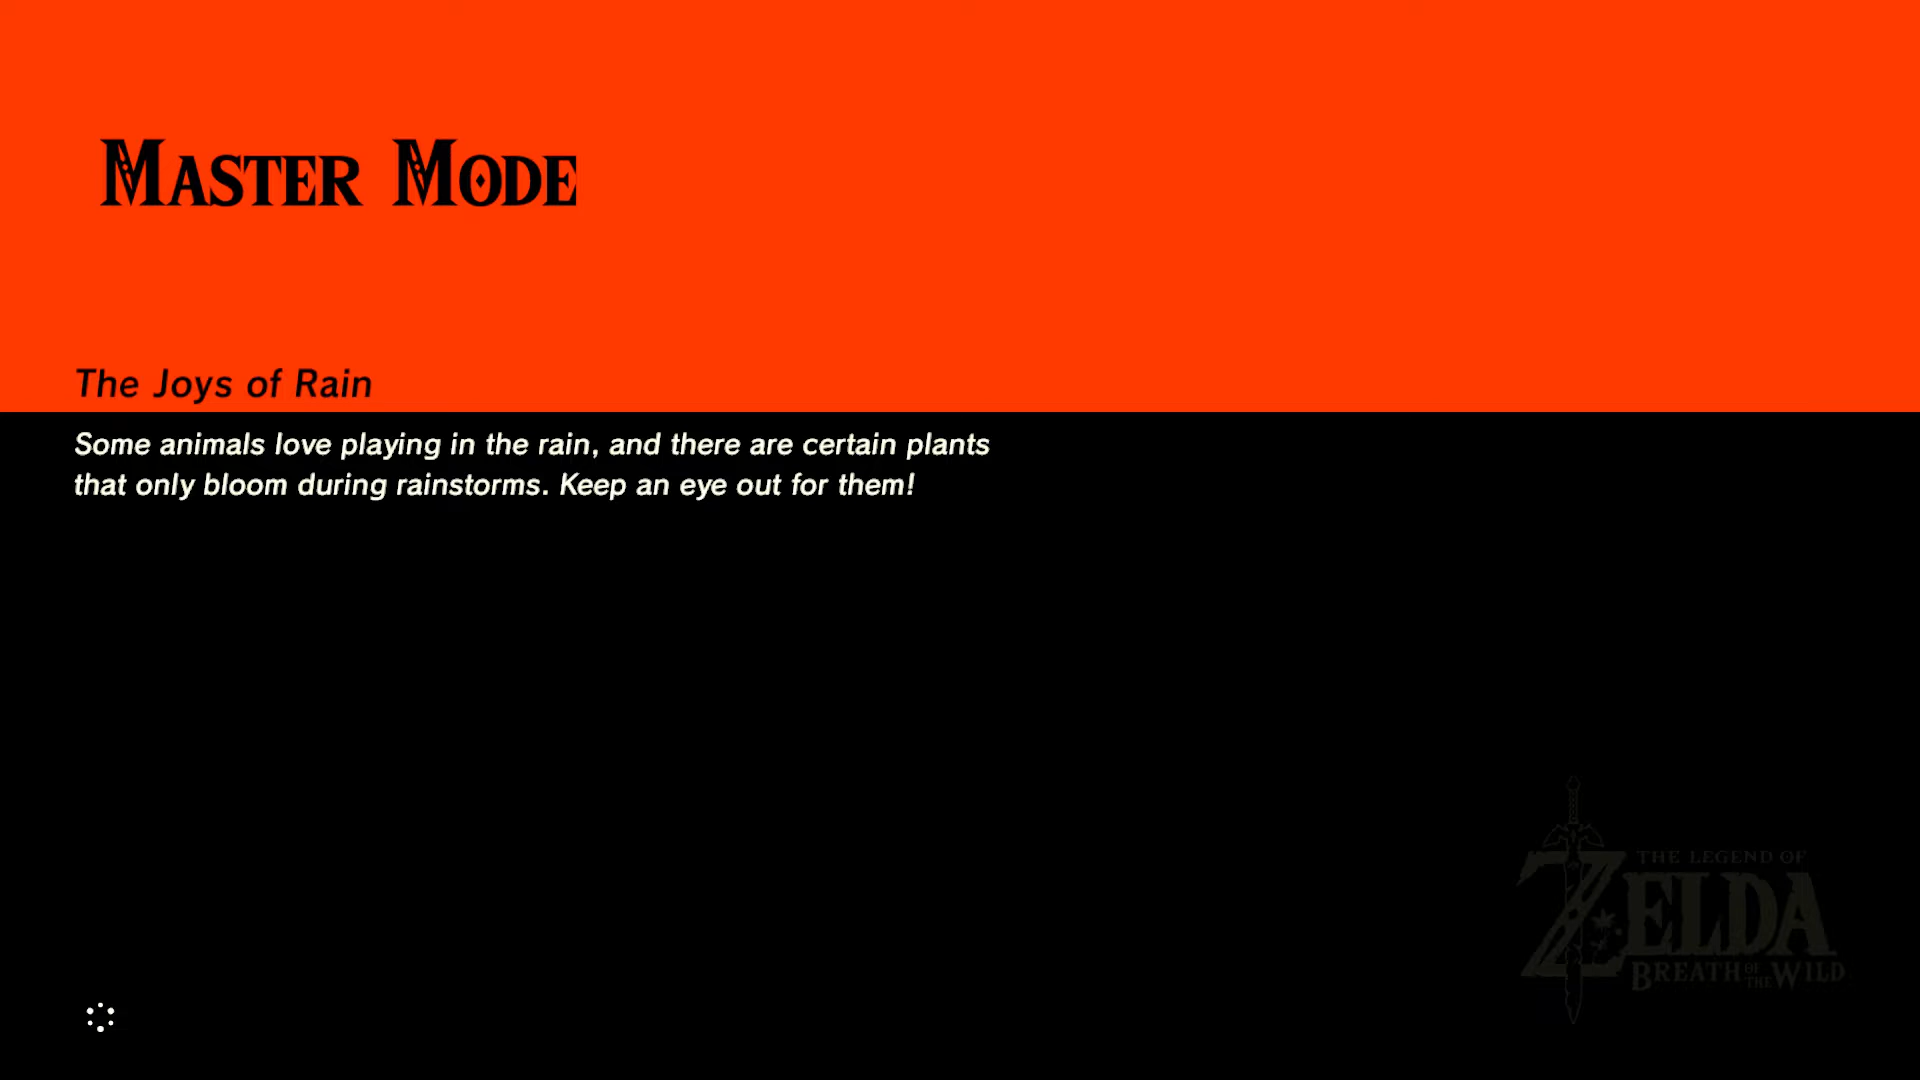 MASTER MODE
The Joys of Rain
Some animals love playing in the rain, and there are certain plants
that only bloom during rainstorms. Keep an eye out for them!
THE LEGEND OF
ZELDA
BREATH OF THE WILD